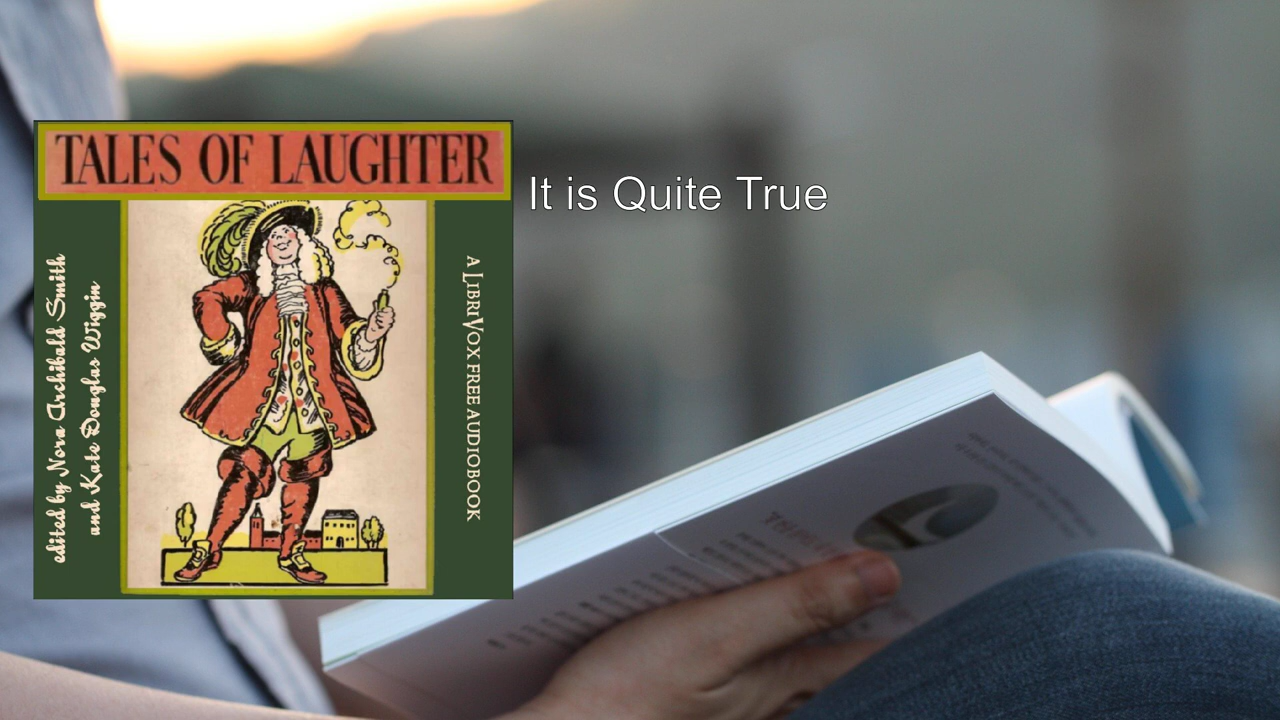 TALES OF LAUGHTER
It is Quite True
edited by Nora Archibald Smith
and Kate Douglas Wiggin
A LIBRIVOX FREE AUDIOBOOK